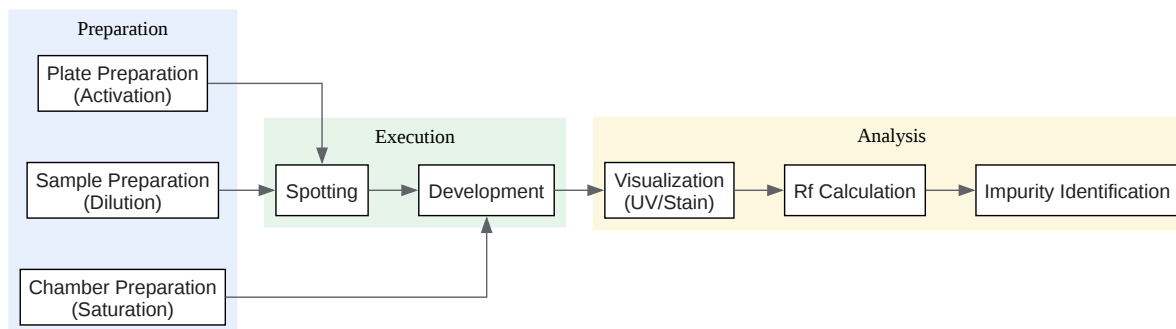 Preparation
Plate Preparation
(Activation)
Sample Preparation
(Dilution)
Chamber Preparation
(Saturation)
Execution
Spotting
Development
Analysis
Visualization
(UV/Stain)
Rf Calculation
Impurity Identification